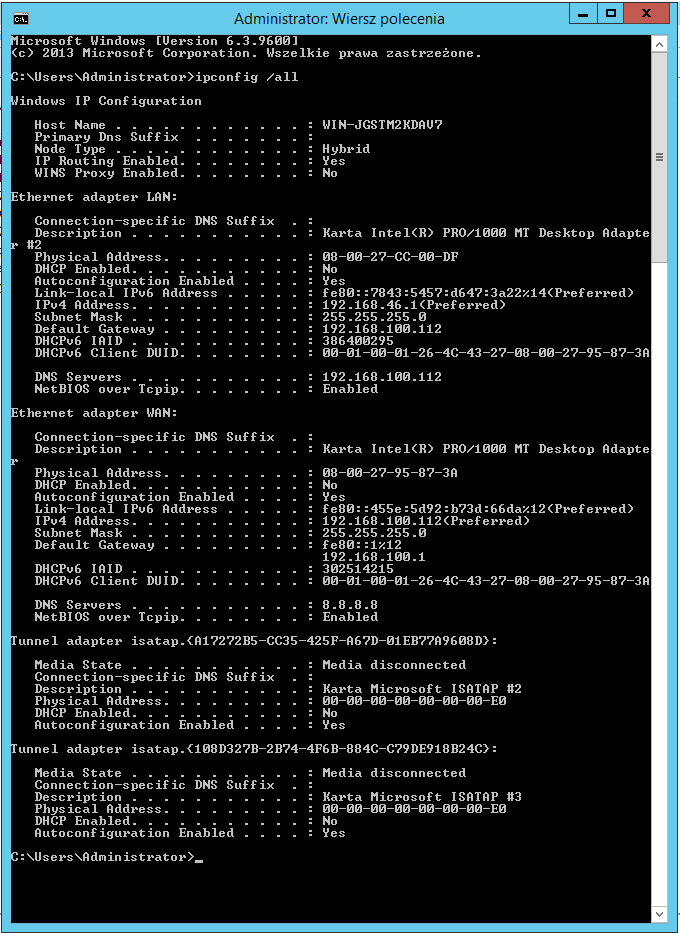 Administrator: Wiersz polecenia
Microsoft Windows [Version 6.3.9600]
(c) 2013 Microsoft Corporation. Wszelkie prawa zastrzeżone.
C:\Users\Administrator>ipconfig /all
Windows IP Configuration
Host Name . . . . . . . . . . . . : WIN-JGSTM2KDAV7
Primary Dns Suffix . . . . . . . :
Node Type . . . . . . . . . . . . : Hybrid
IP Routing Enabled. . . . . . . . : Yes
WINS Proxy Enabled. . . . . . . . : No
Ethernet adapter LAN:
Connection-specific DNS Suffix . :
Description . . . . . . . . . . . : Karta Intel(R) PRO/1000 MT Desktop Adapte
r #2
Physical Address. . . . . . . . . : 08-00-27-CC-00-DF
DHCP Enabled. . . . . . . . . . . : No
Autoconfiguration Enabled . . . . : Yes
Link-local IPv6 Address . . . . . : fe80::7843:5457:d647:3a22%14(Preferred)
IPv4 Address. . . . . . . . . . . : 192.168.46.1(Preferred)
Subnet Mask . . . . . . . . . . . : 255.255.255.0
Default Gateway . . . . . . . . . : 192.168.100.112
DHCPv6 IAID . . . . . . . . . . . : 386400295
DHCPv6 Client DUID. . . . . . . . : 00-01-00-01-26-4C-43-27-08-00-27-95-87-3A
DNS Servers . . . . . . . . . . . : 192.168.100.112
NetBIOS over Tcpip. . . . . . . . : Enabled
Ethernet adapter WAN:
Connection-specific DNS Suffix . :
Description . . . . . . . . . . . : Karta Intel(R) PRO/1000 MT Desktop Adapte
r
Physical Address. . . . . . . . . : 08-00-27-95-87-3A
DHCP Enabled. . . . . . . . . . . : No
Autoconfiguration Enabled . . . . : Yes
Link-local IPv6 Address . . . . . : fe80::455e:5d92:b73d:66da%12(Preferred)
IPv4 Address. . . . . . . . . . . : 192.168.100.112(Preferred)
Subnet Mask . . . . . . . . . . . : 255.255.255.0
Default Gateway . . . . . . . . . : fe80::1%12
192.168.100.1
DHCPv6 IAID . . . . . . . . . . . : 302514215
DHCPv6 Client DUID. . . . . . . . : 00-01-00-01-26-4C-43-27-08-00-27-95-87-3A
DNS Servers . . . . . . . . . . . : 8.8.8.8
NetBIOS over Tcpip. . . . . . . . : Enabled
Tunnel adapter isatap.{A17272B5-CC35-425F-A67D-01EB77A9608D}:
Media State . . . . . . . . . . . : Media disconnected
Connection-specific DNS Suffix . :
Description . . . . . . . . . . . : Karta Microsoft ISATAP #2
Physical Address. . . . . . . . . : 00-00-00-00-00-00-00-E0
DHCP Enabled. . . . . . . . . . . : No
Autoconfiguration Enabled . . . . : Yes
Tunnel adapter isatap.{108D327B-2B74-4F6B-884C-C79DE918B24C}:
Media State . . . . . . . . . . . : Media disconnected
Connection-specific DNS Suffix . :
Description . . . . . . . . . . . : Karta Microsoft ISATAP #3
Physical Address. . . . . . . . . : 00-00-00-00-00-00-00-E0
DHCP Enabled. . . . . . . . . . . : No
Autoconfiguration Enabled . . . . : Yes
C:\Users\Administrator>_